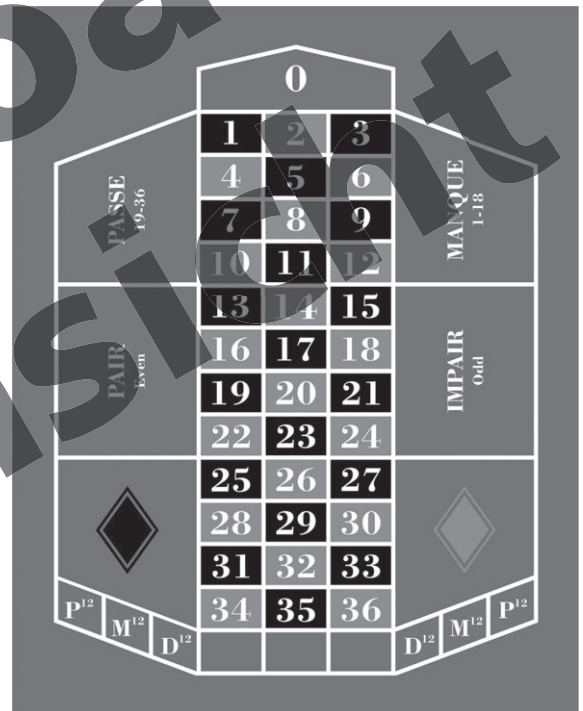 0
1 2 3
4 5 6
7 8 9
10 11 12
13 14 15
16 17 18
19 20 21
22 23 24
25 26 27
28 29 30
31 32 33
34 35 36
PASSE
19-36
MANQUE
1-18
PAIR
Even
IMPAIR
Odd
P12 M12 D12
D12 M12 P12
sicht